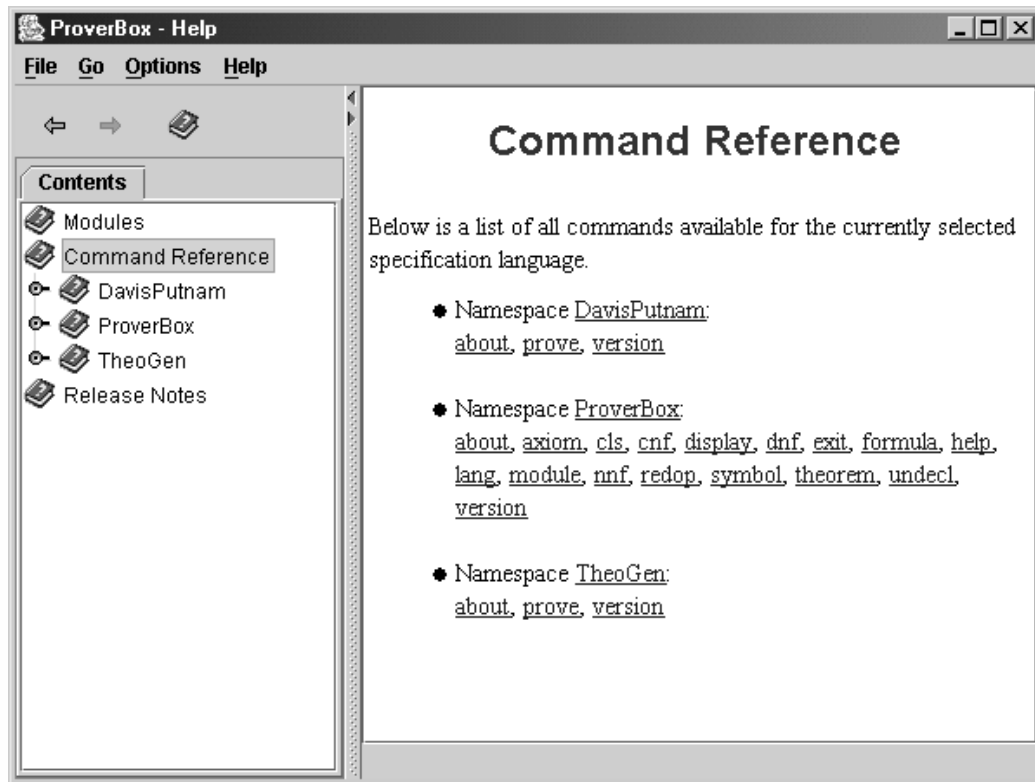 ProverBox - Help
File Go Options Help
Contents
Modules
Command Reference
DavisPutnam
ProverBox
TheoGen
Release Notes
Command Reference
Below is a list of all commands available for the currently selected
specification language.
Namespace DavisPutnam:
about, prove, version
Namespace ProverBox:
about, axiom, cls, cnf, display, dnf, exit, formula, help,
lang, module, nnf, redop, symbol, theorem, undecl,
version
Namespace TheoGen:
about, prove, version